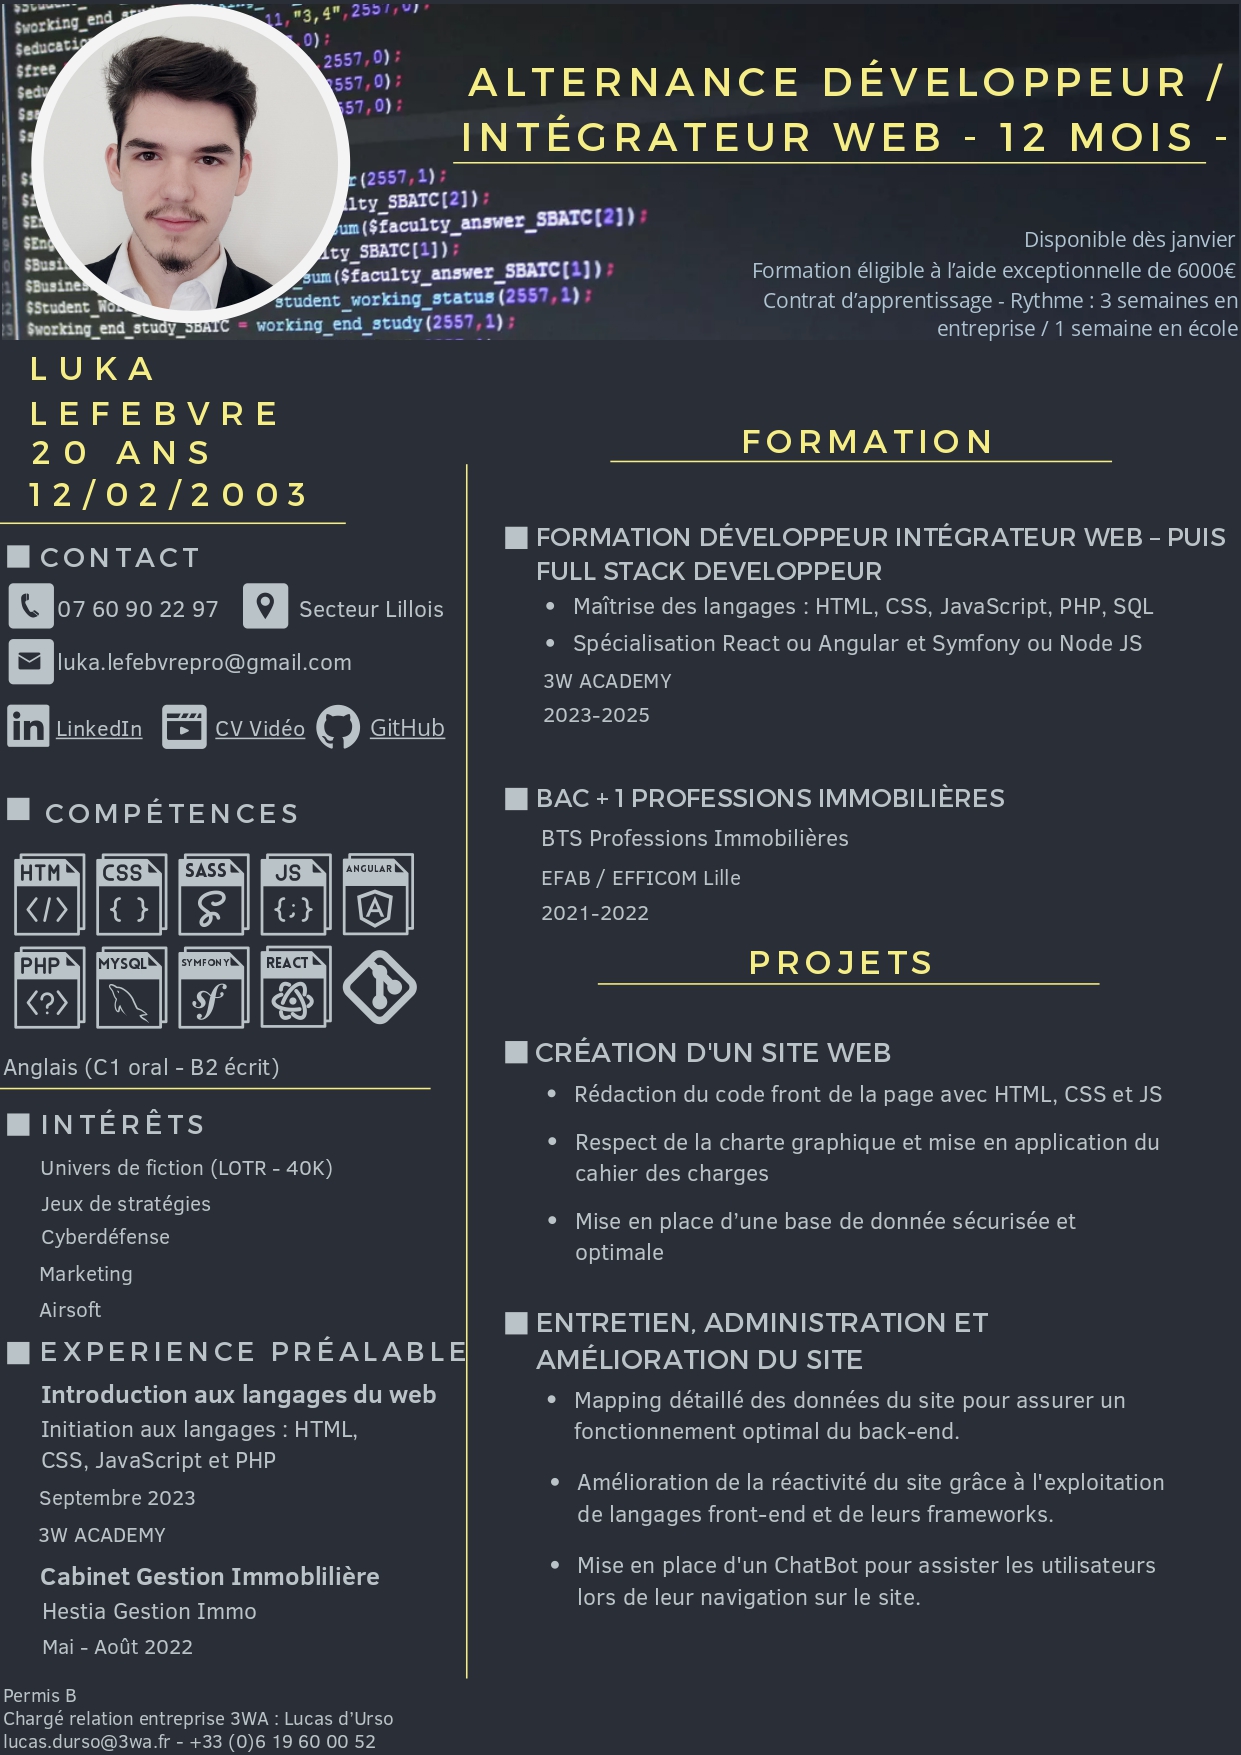 ALTERNANCE DÉVELOPPEUR /
INTÉGRATEUR WEB - 12 MOIS -
Disponible dès janvier
Formation éligible à l’aide exceptionnelle de 6000€
Contrat d’apprentissage - Rythme : 3 semaines en
entreprise / 1 semaine en école
LUKA
LEFEBVRE
20 ANS
12/02/2003
CONTACT
07 60 90 22 97 Secteur Lillois
luka.lefebvrepro@gmail.com
in LinkedIn CV Vidéo GitHub
COMPÉTENCES
HTM CSS SASS JS ANGULAR
PHP MYSQL SYMFONY REACT
Anglais (C1 oral - B2 écrit)
INTÉRÊTS
Univers de fiction (LOTR - 40K)
Jeux de stratégies
Cyberdéfense
Marketing
Airsoft
EXPERIENCE PRÉALABLE
Introduction aux langages du web
Initiation aux langages : HTML,
CSS, JavaScript et PHP
Septembre 2023
3W ACADEMY
Cabinet Gestion Immoblilière
Hestia Gestion Immo
Mai - Août 2022
Permis B
Chargé relation entreprise 3WA : Lucas d’Urso
lucas.durso@3wa.fr - +33 (0)6 19 60 00 52
FORMATION
FORMATION DÉVELOPPEUR INTÉGRATEUR WEB – PUIS
FULL STACK DEVELOPPEUR
• Maîtrise des langages : HTML, CSS, JavaScript, PHP, SQL
• Spécialisation React ou Angular et Symfony ou Node JS
3W ACADEMY
2023-2025
BAC + 1 PROFESSIONS IMMOBILIÈRES
BTS Professions Immobilières
EFAB / EFFICOM Lille
2021-2022
PROJETS
CRÉATION D'UN SITE WEB
• Rédaction du code front de la page avec HTML, CSS et JS
• Respect de la charte graphique et mise en application du
cahier des charges
• Mise en place d’une base de donnée sécurisée et
optimale
ENTRETIEN, ADMINISTRATION ET
AMÉLIORATION DU SITE
• Mapping détaillé des données du site pour assurer un
fonctionnement optimal du back-end.
• Amélioration de la réactivité du site grâce à l'exploitation
de langages front-end et de leurs frameworks.
• Mise en place d'un ChatBot pour assister les utilisateurs
lors de leur navigation sur le site.